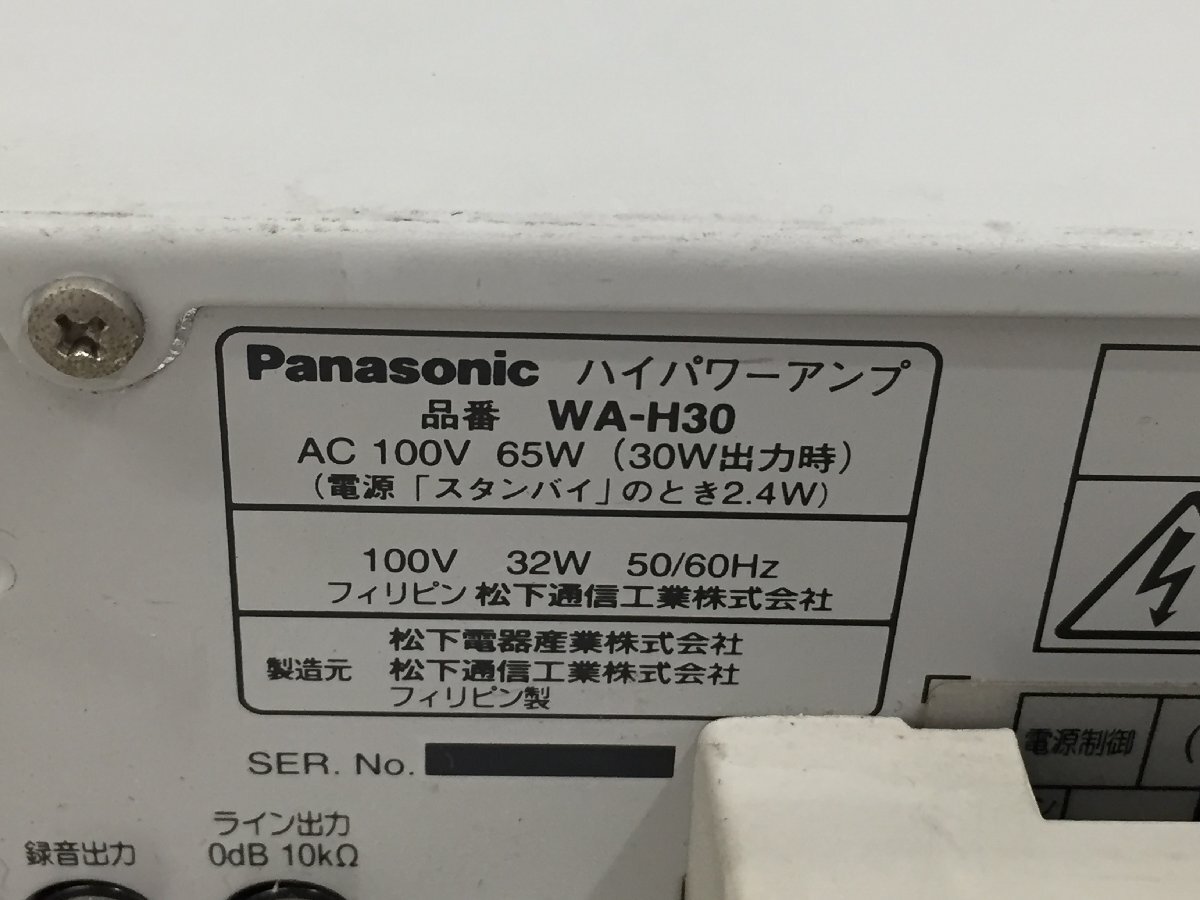 Panasonic ハイパワーアンプ
品番 WA-H30
AC 100V 65W (30W出力時)
(電源「スタンバイ」のとき2.4W)
100V 32W 50/60Hz
フィリピン 松下通信工業株式会社
松下電器産業株式会社
製造元 松下通信工業株式会社
フィリピン製
SER. No.
電源制御 (
ライン出力
録音出力 0dB 10kΩ